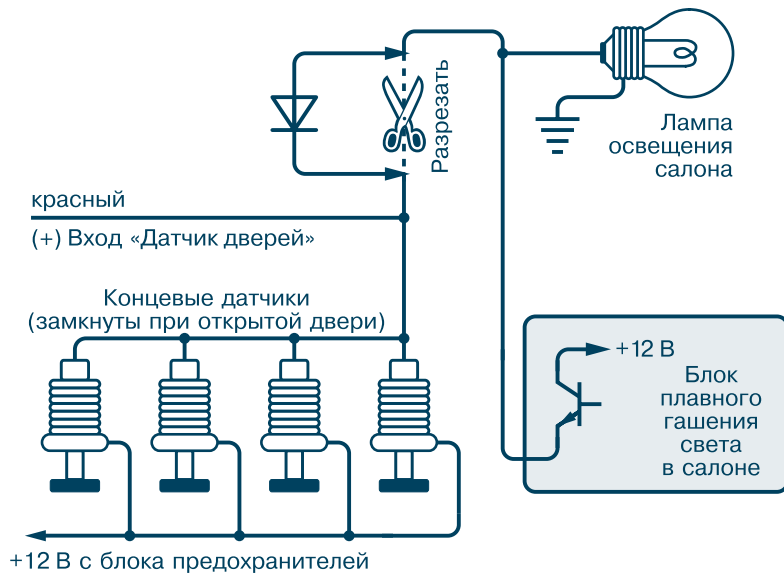 Разрезать
Лампа
освещения
салона
красный
(+) Вход «Датчик дверей»
Концевые датчики
(замкнуты при открытой двери)
+12 В
Блок
плавного
гашения
света
в салоне
+12 В с блока предохранителей